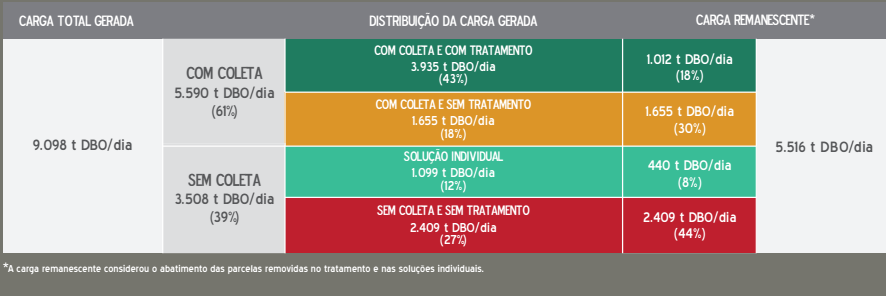 CARGA TOTAL GERADA
DISTRIBUIÇÃO DA CARGA GERADA
CARGA REMANESCENTE*
9.098 t DBO/dia
COM COLETA
5.590 t DBO/dia
(61%)
SEM COLETA
3.508 t DBO/dia
(39%)
COM COLETA E COM TRATAMENTO
3.935 t DBO/dia
(43%)
COM COLETA E SEM TRATAMENTO
1.655 t DBO/dia
(18%)
SOLUÇÃO INDIVIDUAL
1.099 t DBO/dia
(12%)
SEM COLETA E SEM TRATAMENTO
2.409 t DBO/dia
(27%)
1.012 t DBO/dia
(18%)
1.655 t DBO/dia
(30%)
440 t DBO/dia
(8%)
2.409 t DBO/dia
(44%)
5.516 t DBO/dia
*A carga remanescente considerou o abatimento das parcelas removidas no tratamento e nas soluções individuais.